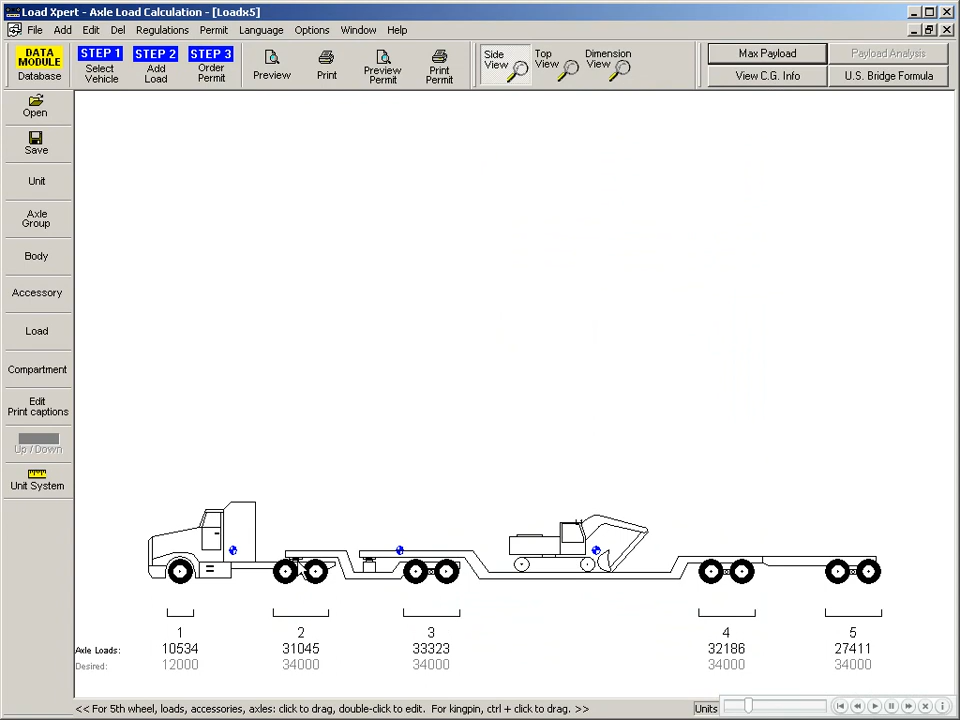 Load Xpert - Axle Load Calculation - [Loadx5]
File Add Edit Del Regulations Permit Language Options Window Help
DATA MODULE Database
STEP 1 Select Vehicle
STEP 2 Add Load
STEP 3 Order Permit
Preview
Print
Preview Permit
Print Permit
Side View
Top View
Dimension View
Max Payload
Payload Analysis
View C.G. Info
U.S. Bridge Formula
Open
Save
Unit
Axle Group
Body
Accessory
Load
Compartment
Edit Print captions
Up / Down
Unit System
1 2 3 4 5
Axle Loads: 10534 31045 33323 32186 27411
Desired: 12000 34000 34000 34000 34000
<< For 5th wheel, loads, accessories, axles: click to drag, double-click to edit. For kingpin, ctrl + click to drag. >>
Units